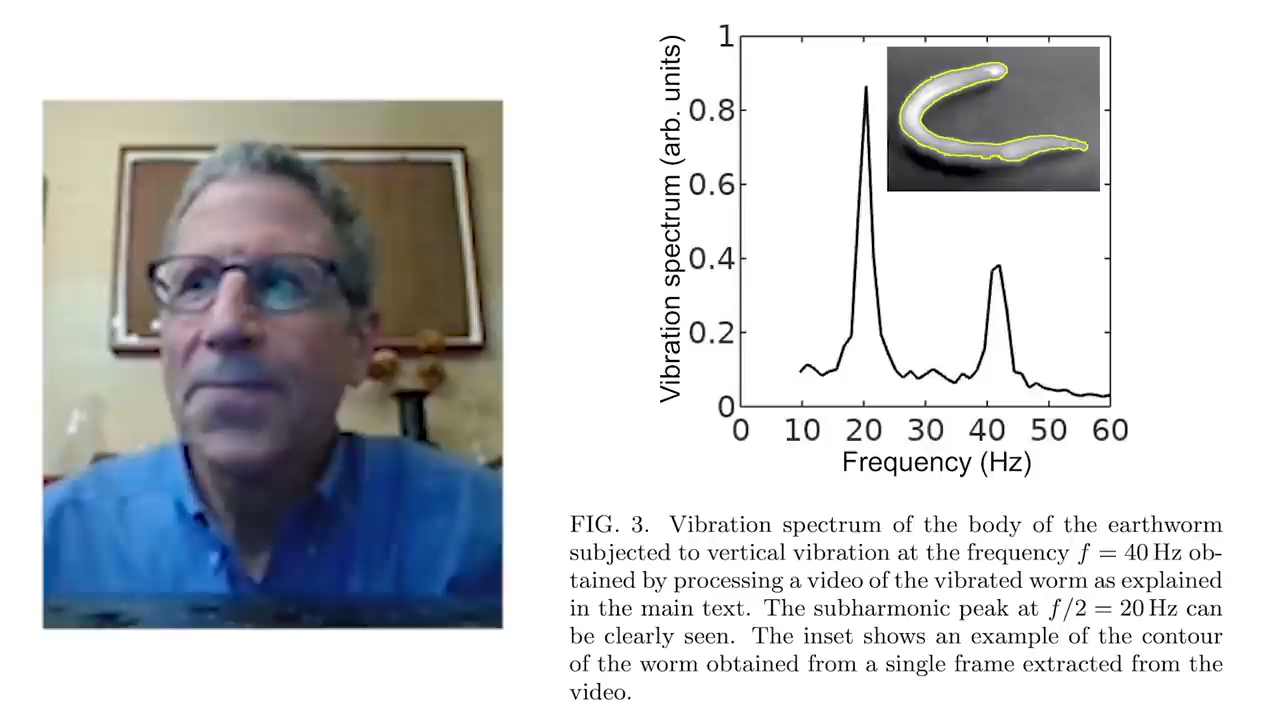 Vibration spectrum (arb. units)
1
0.8
0.6
0.4
0.2
0
0 10 20 30 40 50 60
Frequency (Hz)
FIG. 3. Vibration spectrum of the body of the earthworm
subjected to vertical vibration at the frequency f = 40 Hz ob-
tained by processing a video of the vibrated worm as explained
in the main text. The subharmonic peak at f/2 = 20 Hz can
be clearly seen. The inset shows an example of the contour
of the worm obtained from a single frame extracted from the
video.